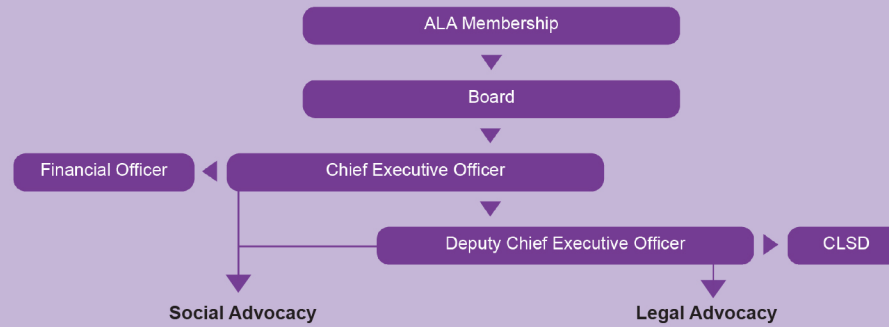 ALA Membership
Board
Financial Officer
Chief Executive Officer
Deputy Chief Executive Officer
CLSD
Social Advocacy
Legal Advocacy